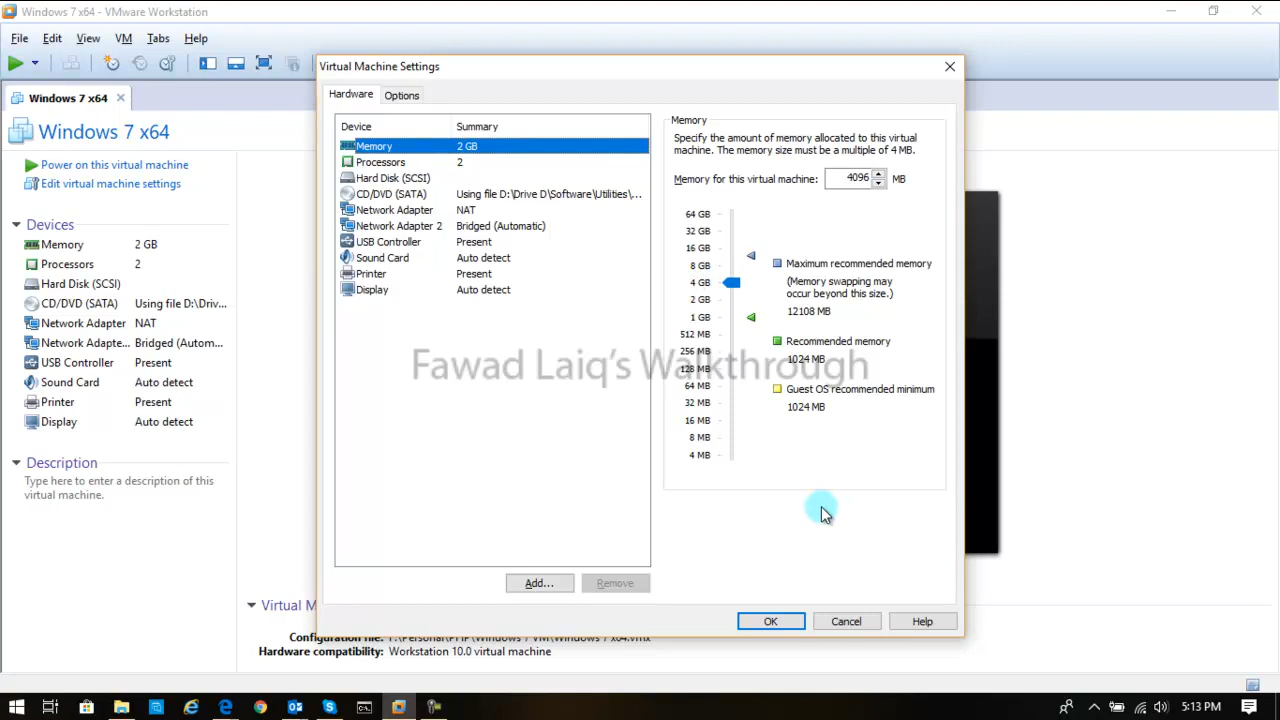 Windows 7 x64 - VMware Workstation
File Edit View VM Tabs Help
Windows 7 x64
Windows 7 x64
Power on this virtual machine
Edit virtual machine settings
Devices
Memory 2 GB
Processors 2
Hard Disk (SCSI)
CD/DVD (SATA) Using file D:\Driv...
Network Adapter NAT
Network Adapte... Bridged (Autom...
USB Controller Present
Sound Card Auto detect
Printer Present
Display Auto detect
Description
Type here to enter a description of this
virtual machine.
Virtual Machine Settings
Hardware Options
Device Summary
Memory 2 GB
Processors 2
Hard Disk (SCSI)
CD/DVD (SATA) Using file D:\Drive D\Software\Utilities\...
Network Adapter NAT
Network Adapter 2 Bridged (Automatic)
USB Controller Present
Sound Card Auto detect
Printer Present
Display Auto detect
Add... Remove
Memory
Specify the amount of memory allocated to this virtual
machine. The memory size must be a multiple of 4 MB.
Memory for this virtual machine: 4096 MB
64 GB
32 GB
16 GB
8 GB
4 GB
2 GB
1 GB
512 MB
256 MB
128 MB
64 MB
32 MB
16 MB
8 MB
4 MB
Maximum recommended memory
(Memory swapping may
occur beyond this size.)
12108 MB
Recommended memory
1024 MB
Guest OS recommended minimum
1024 MB
Fawad Laiq's Walkthrough
OK Cancel Help
Virtual M
Configuration file:
Hardware compatibility: Workstation 10.0 virtual machine
5:13 PM